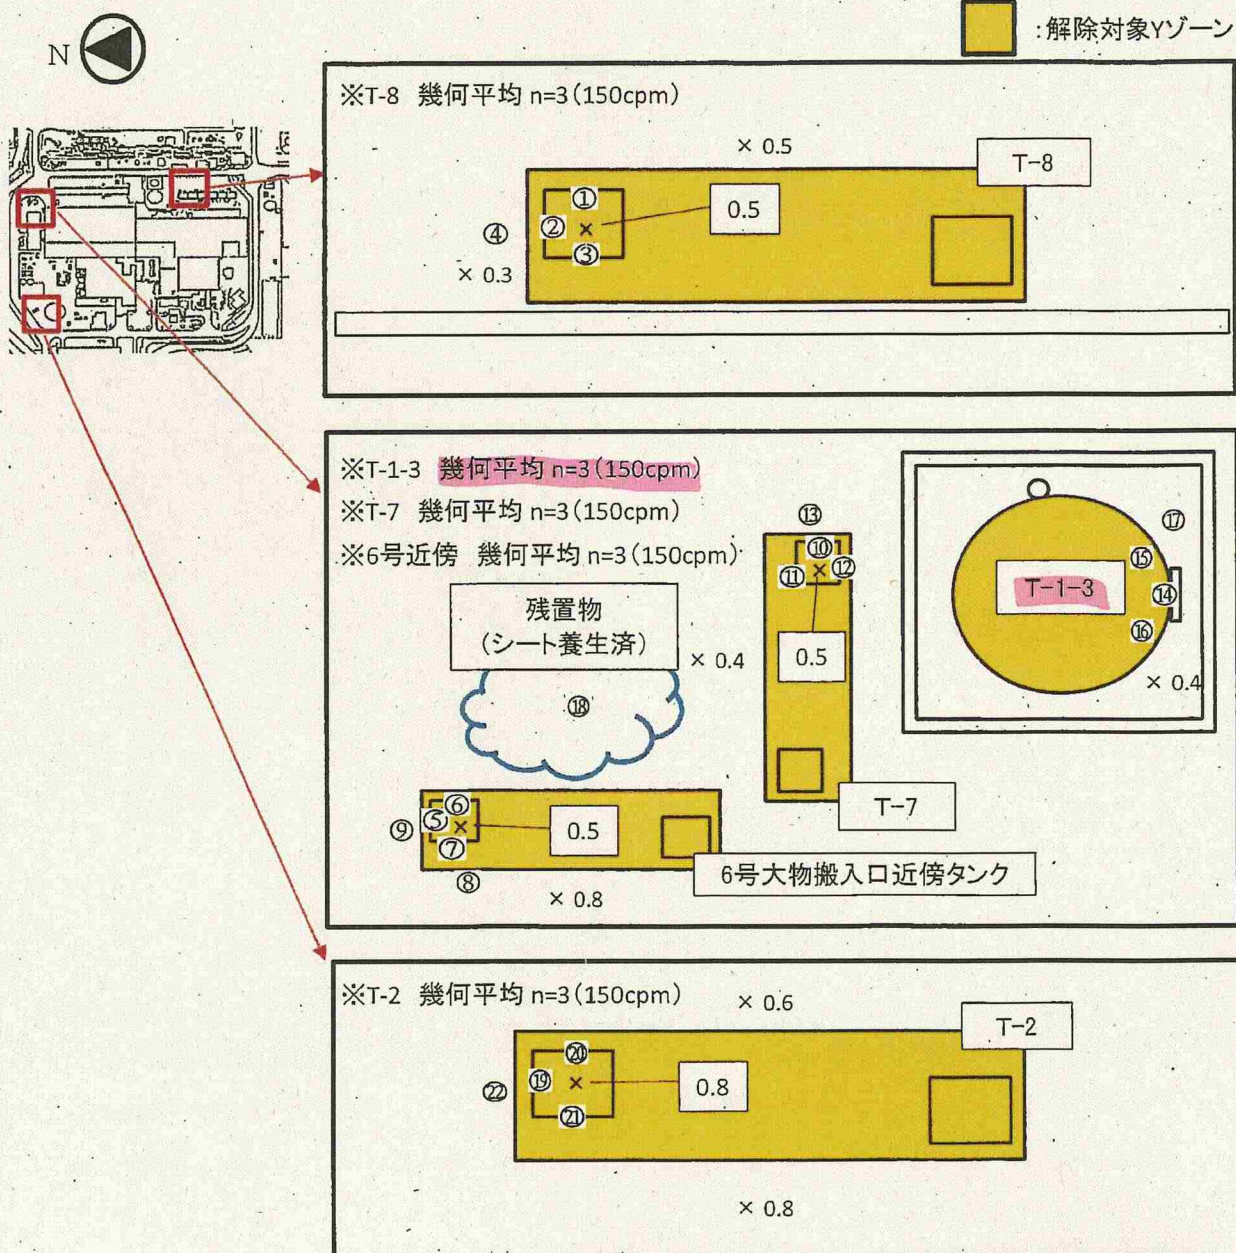 N
:解除対象Yゾーン
※T-8 幾何平均 n=3(150cpm)
× 0.5
T-8
①
0.5
②
×
④
③
× 0.3
※T-1-3 幾何平均 n=3(150cpm)
※T-7 幾何平均 n=3(150cpm)
※6号近傍 幾何平均 n=3(150cpm)
⑬
⑩
⑪
×
⑫
0.5
T-7
⑰
⑮
T-1-3
⑭
⑯
× 0.4
残置物
(シート養生済)
× 0.4
⑱
⑥
⑤
×
⑨
⑦
0.5
⑧
6号大物搬入口近傍タンク
× 0.8
※T-2 幾何平均 n=3(150cpm)
× 0.6
T-2
⑳
⑲
×
0.8
㉒
㉑
× 0.8